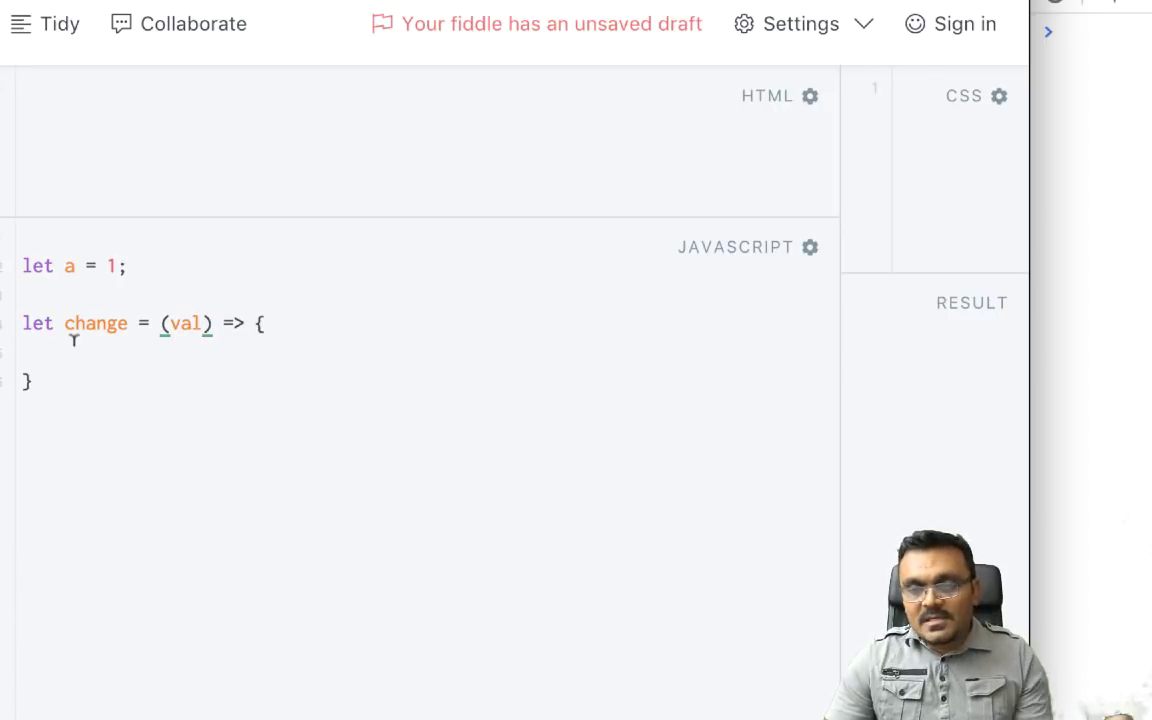 Tidy Collaborate Your fiddle has an unsaved draft Settings Sign in
HTML
1 CSS
JAVASCRIPT
let a = 1;
RESULT
let change = (val) => {
}